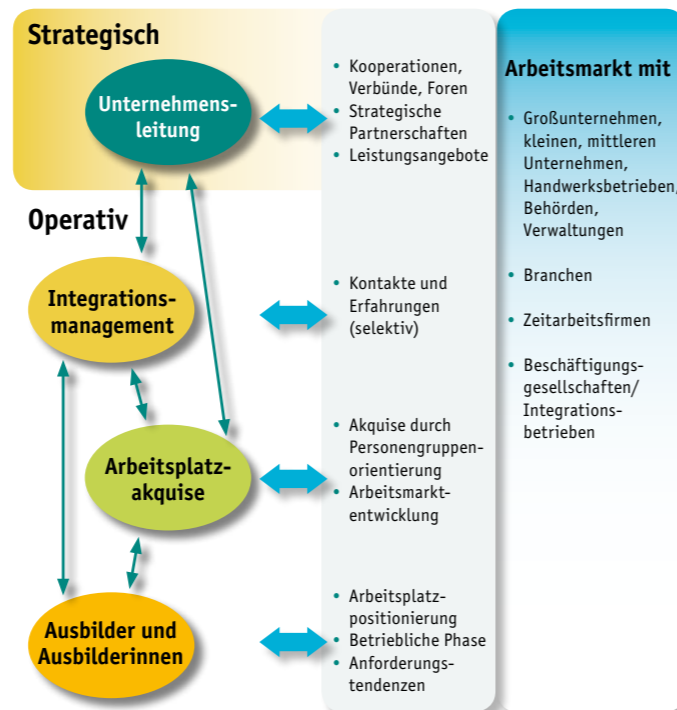 Strategisch
Unternehmens-
leitung
• Kooperationen,
Verbünde, Foren
• Strategische
Partnerschaften
• Leistungsangebote
Operativ
Integrations-
management
• Kontakte und
Erfahrungen
(selektiv)
Arbeitsplatz-
akquise
• Akquise durch
Personengruppen-
orientierung
• Arbeitsmarkt-
entwicklung
Ausbilder und
Ausbilderinnen
• Arbeitsplatz-
positionierung
• Betriebliche Phase
• Anforderungs-
tendenzen
Arbeitsmarkt mit
• Großunternehmen,
kleinen, mittleren
Unternehmen,
Handwerksbetrieben,
Behörden,
Verwaltungen
• Branchen
• Zeitarbeitsfirmen
• Beschäftigungs-
gesellschaften/
Integrations-
betrieben